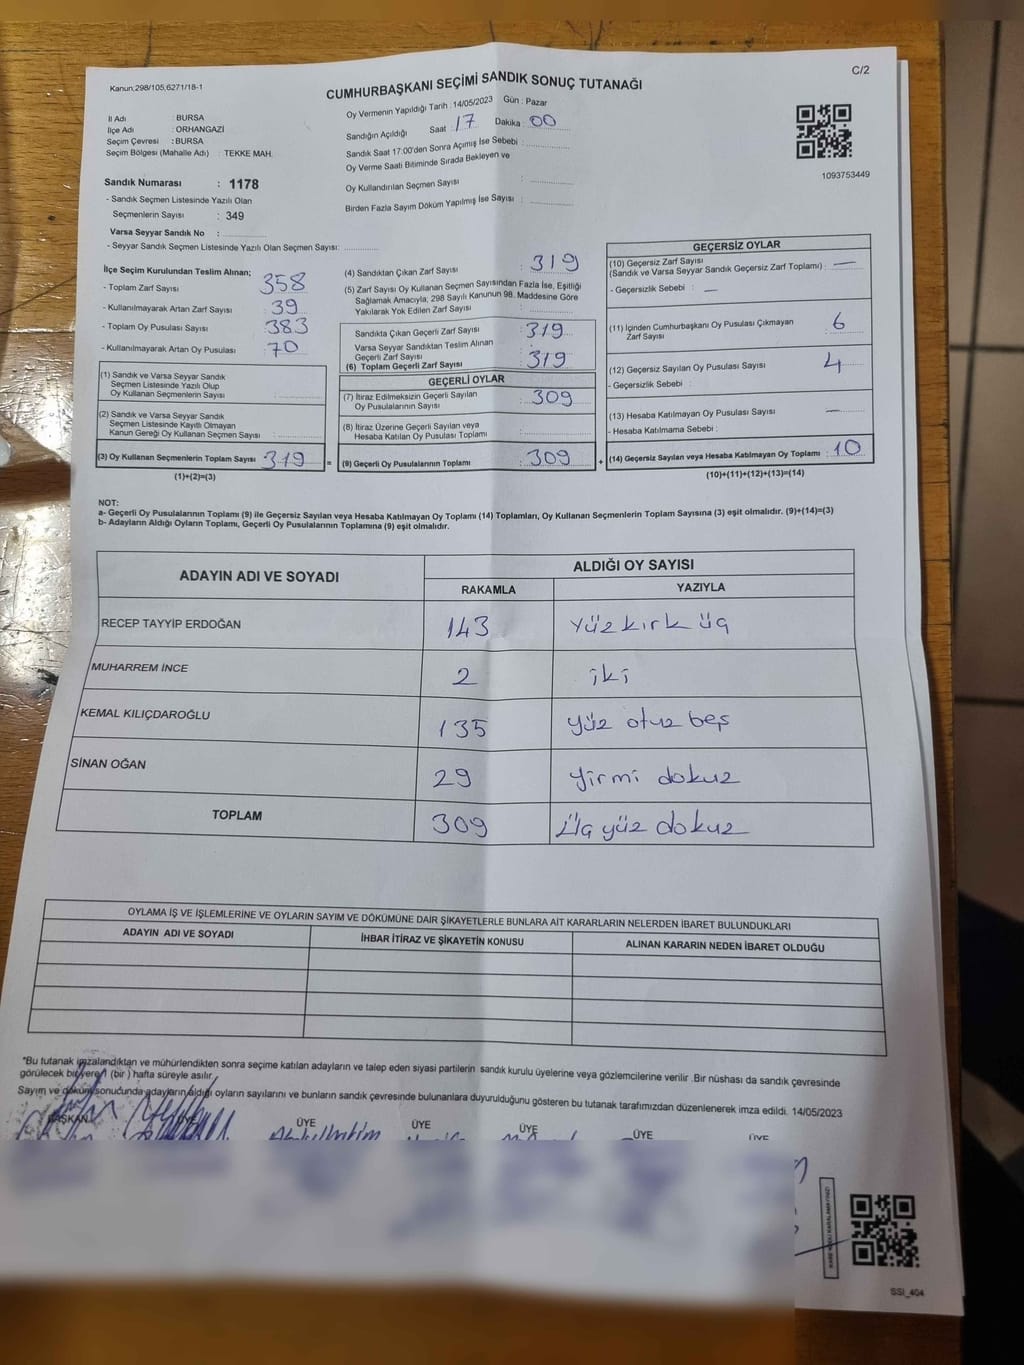 C/2
Kanun;298/105,6271/18-1
CUMHURBAŞKANI SEÇİMİ SANDIK SONUÇ TUTANAĞI
İl Adı : BURSA
İlçe Adı : ORHANGAZİ
Seçim Çevresi : BURSA
Seçim Bölgesi (Mahalle Adı) : TEKKE MAH.
Sandık Numarası : 1178
- Sandık Seçmen Listesinde Yazılı Olan
Seçmenlerin Sayısı : 349
Varsa Seyyar Sandık No :
- Seyyar Sandık Seçmen Listesinde Yazılı Olan Seçmen Sayısı:
Oy Vermenin Yapıldığı Tarih : 14/05/2023 Gün : Pazar
Sandığın Açıldığı Saat : 17 Dakika : 00
Sandık Saat 17:00'den Sonra Açımış İse Sebebi :
Oy Verme Saati Bitiminde Sırada Bekleyen ve
Oy Kullandırılan Seçmen Sayısı :
Birden Fazla Sayım Döküm Yapılmış İse Sayısı :
1093753449
İlçe Seçim Kurulundan Teslim Alınan;
- Toplam Zarf Sayısı : 358
- Kullanılmayarak Artan Zarf Sayısı : 39
- Toplam Oy Pusulası Sayısı : 383
- Kullanılmayarak Artan Oy Pusulası : 70
(1) Sandık ve Varsa Seyyar Sandık
Seçmen Listesinde Yazılı Olup
Oy Kullanan Seçmenlerin Sayısı :
(2) Sandık ve Varsa Seyyar Sandık
Seçmen Listesinde Kayıtlı Olmayan
Kanun Gereği Oy Kullanan Seçmen Sayısı :
(3) Oy Kullanan Seçmenlerin Toplam Sayısı : 319 =
(1)+(2)=(3)
(4) Sandıktan Çıkan Zarf Sayısı : 319
(5) Zarf Sayısı Oy Kullanan Seçmen Sayısından Fazla İse, Eşitliği
Sağlamak Amacıyla; 298 Sayılı Kanunun 98. Maddesine Göre
Yakılarak Yok Edilen Zarf Sayısı :
Sandıkta Çıkan Geçerli Zarf Sayısı : 319
Varsa Seyyar Sandıktan Teslim Alınan
Geçerli Zarf Sayısı
(6) Toplam Geçerli Zarf Sayısı : 319
GEÇERLİ OYLAR
(7) İtiraz Edilmeksizin Geçerli Sayılan
Oy Pusulalarının Sayısı : 309
(8) İtiraz Üzerine Geçerli Sayılan veya
Hesaba Katılan Oy Pusulası Toplamı :
(9) Geçerli Oy Pusulalarının Toplamı : 309 +
GEÇERSİZ OYLAR
(10) Geçersiz Zarf Sayısı
(Sandık ve Varsa Seyyar Sandık Geçersiz Zarf Toplamı) : —
- Geçersizlik Sebebi : —
(11) İçinden Cumhurbaşkanı Oy Pusulası Çıkmayan
Zarf Sayısı : 6
(12) Geçersiz Sayılan Oy Pusulası Sayısı : 4
- Geçersizlik Sebebi :
(13) Hesaba Katılmayan Oy Pusulası Sayısı : —
- Hesaba Katılmama Sebebi :
(14) Geçersiz Sayılan veya Hesaba Katılmayan Oy Toplamı : 10
(10)+(11)+(12)+(13)=(14)
NOT:
a- Geçerli Oy Pusulalarının Toplamı (9) ile Geçersiz Sayılan veya Hesaba Katılmayan Oy Toplamı (14) Toplamları, Oy Kullanan Seçmenlerin Toplam Sayısına (3) eşit olmalıdır. (9)+(14)=(3)
b- Adayların Aldığı Oyların Toplamı, Geçerli Oy Pusulalarının Toplamına (9) eşit olmalıdır.
ADAYIN ADI VE SOYADI ALDIĞI OY SAYISI
RAKAMLA YAZIYLA
RECEP TAYYİP ERDOĞAN 143 yüz kırk üç
MUHARREM İNCE 2 iki
KEMAL KILIÇDAROĞLU 135 yüz otuz beş
SİNAN OĞAN 29 yirmi dokuz
TOPLAM 309 Üç yüz dokuz
OYLAMA İŞ VE İŞLEMLERİNE VE OYLARIN SAYIM VE DÖKÜMÜNE DAİR ŞİKAYETLERLE BUNLARA AİT KARARLARIN NELERDEN İBARET BULUNDUKLARI
ADAYIN ADI VE SOYADI İHBAR İTİRAZ VE ŞİKAYETİN KONUSU ALINAN KARARIN NEDEN İBARET OLDUĞU
*Bu tutanak imzalandıktan ve mühürlendikten sonra seçime katılan adayların ve talep eden siyasi partilerin sandık kurulu üyelerine veya gözlemcilerine verilir .Bir nüshası da sandık çevresinde
görülecek bir yere 1 (bir ) hafta süreyle asılır.
Sayım ve döküm sonucunda adayların aldığı oyların sayılarını ve bunların sandık çevresinde bulunanlara duyurulduğunu gösteren bu tutanak tarafımızdan düzenlenerek imza edildi. 14/05/2023
BAŞKAN ÜYE ÜYE ÜYE ÜYE ÜYE ÜYE
SSI_404